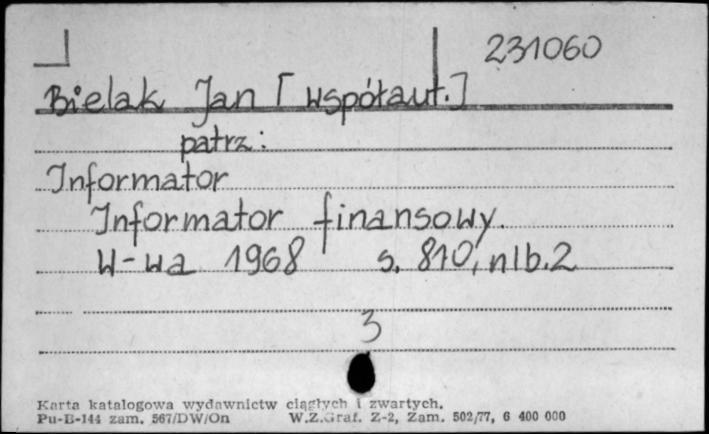 231060
Bielak Jan [współaut.]
patrz:
Informator
Informator finansowy.
W-wa 1968 s. 810, nlb. 2
3
Karta katalogowa wydawnictw ciągłych i zwartych.
Pu-B-144 zam. 567/DW/On W.Z.Graf. Z-2, Zam. 502/77, 6 400 000